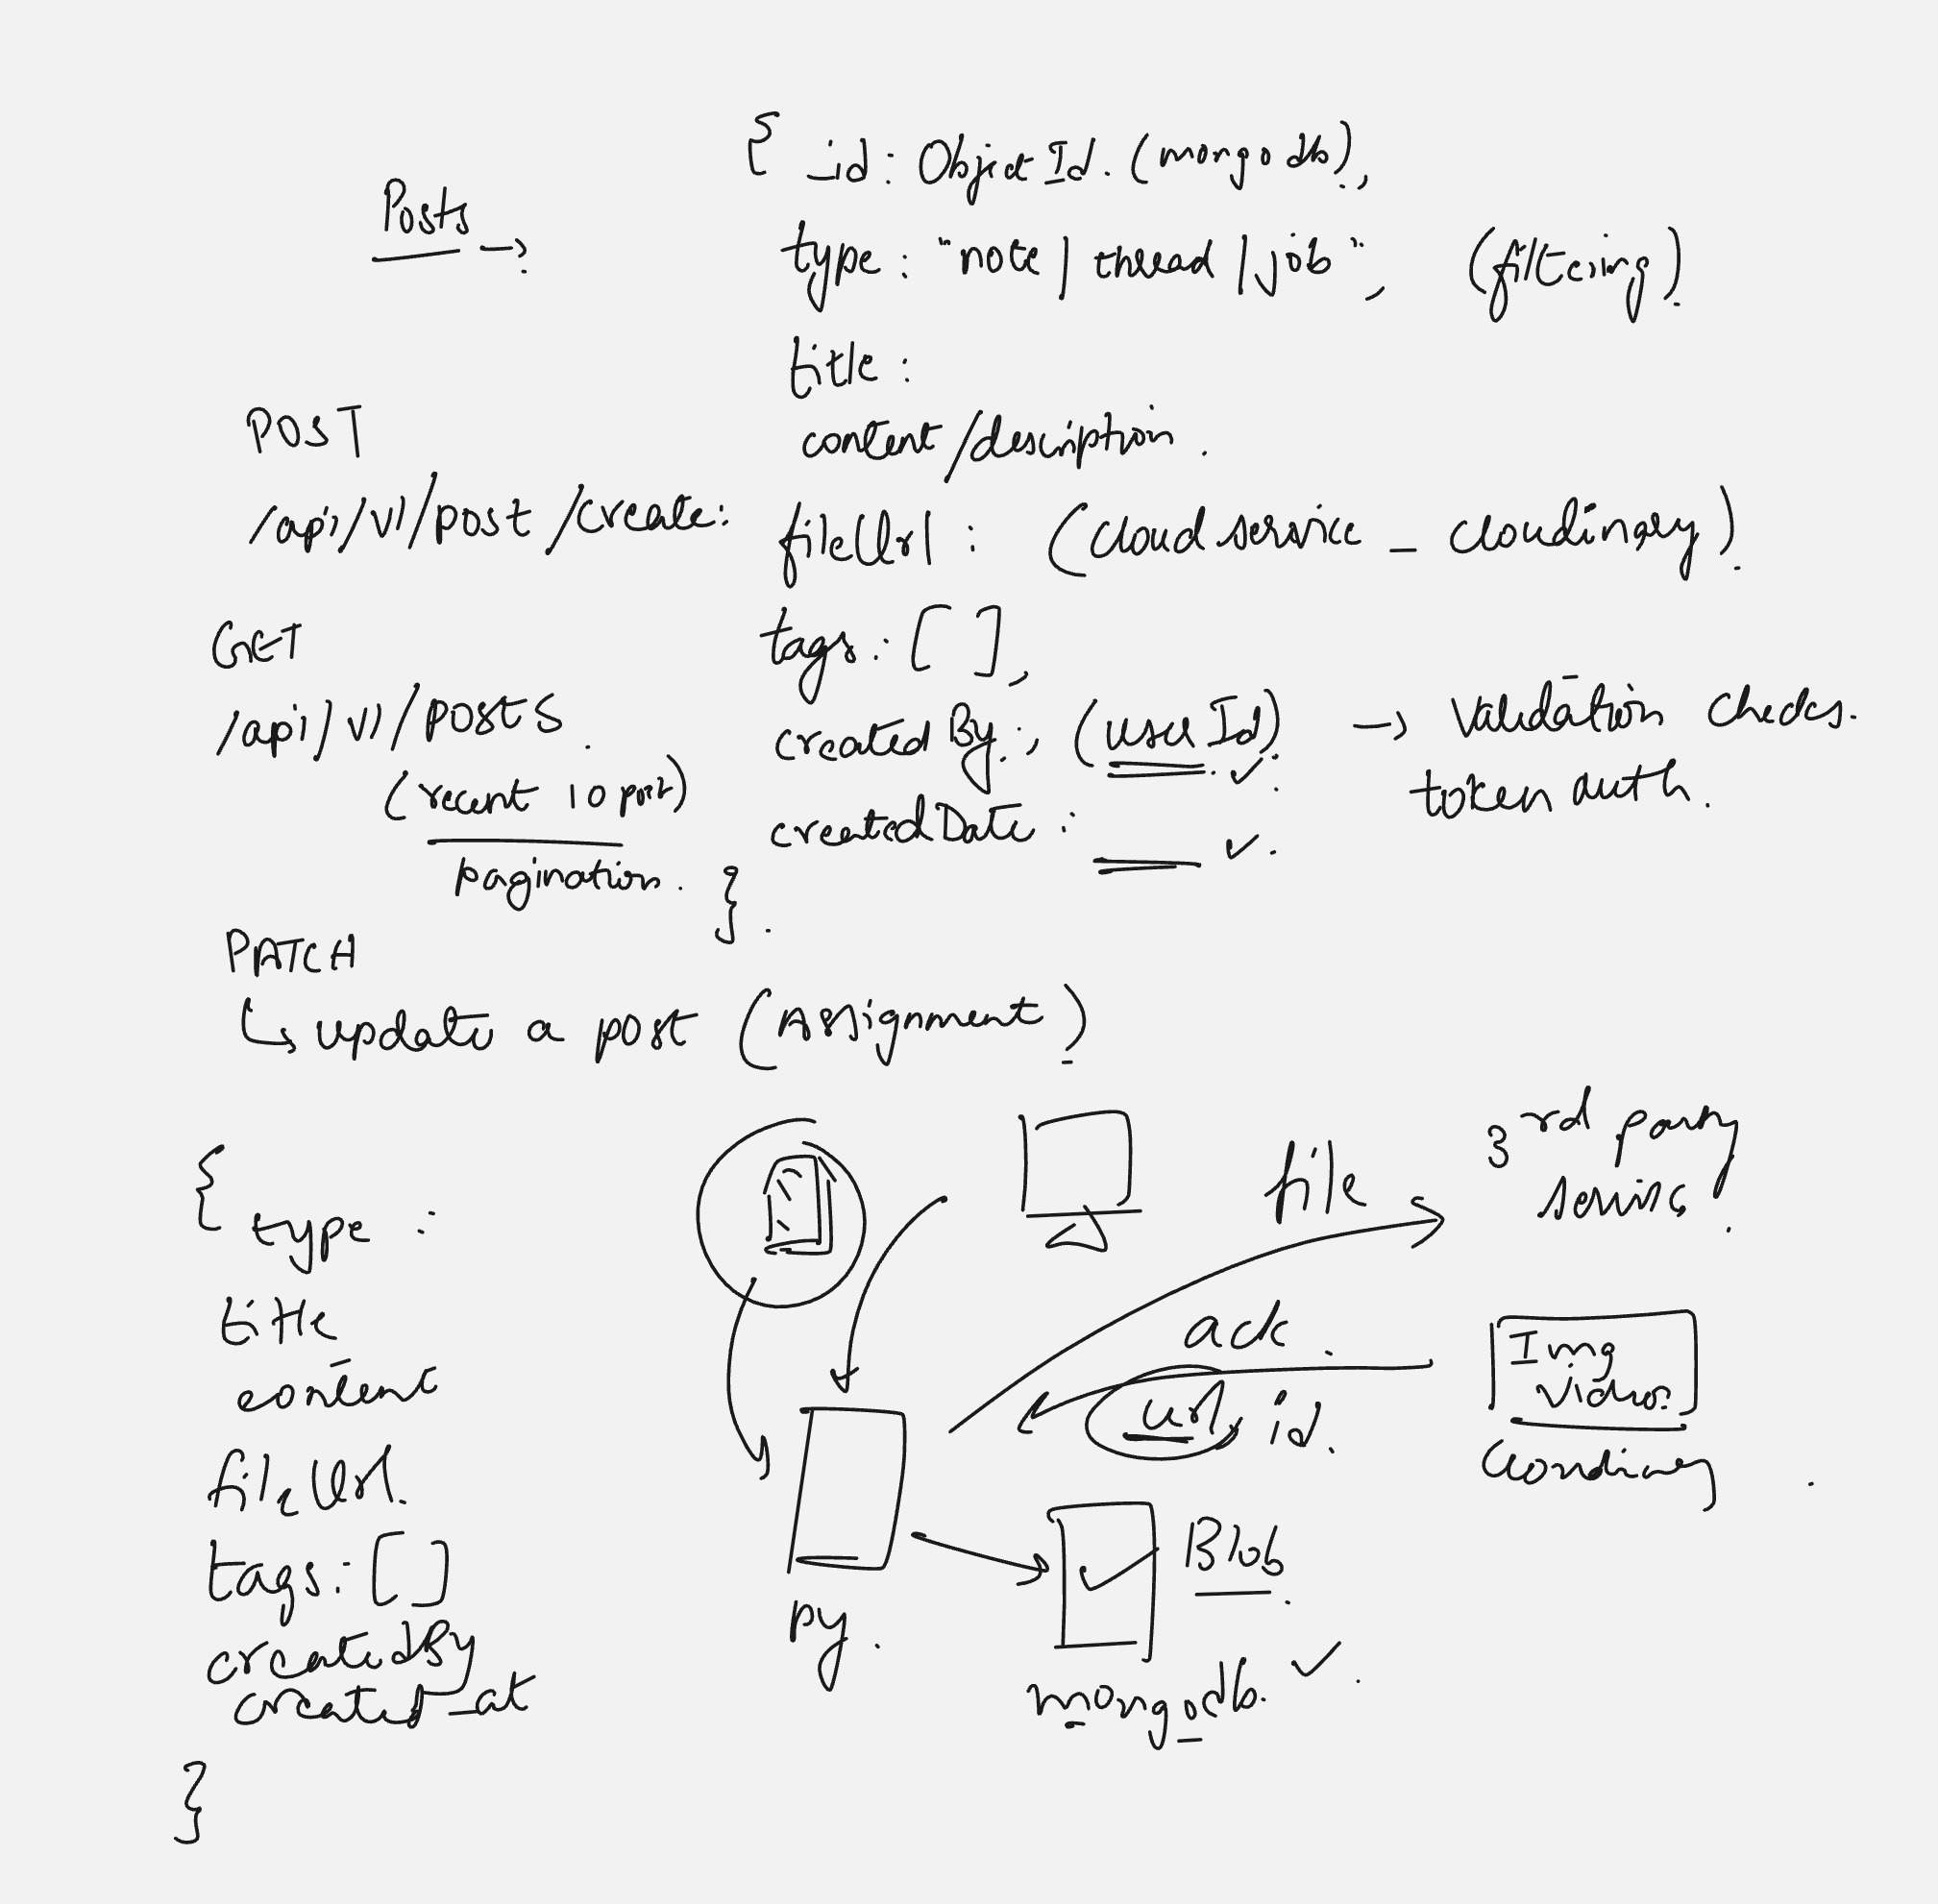 Posts →
{ _id: ObjectId. (mongodb),
type: "note | thread | job", (filtering)
title:
content/description.
POST
/api/v1/post/create:
fileUrl: (cloud service - cloudinary)
GET
/api/v1/posts.
(recent 10 post)
pagination.
tags: [ ],
createdBy:, (userId) ✓. → Validation checks.
token auth.
createdDate: ✓.
}.
PATCH
↳ update a post (Assignment)
{ type:
title
content
fileUrl.
tags: [ ]
createdBy
created_at
}
file
3rd party
service.
ack.
url, id.
Img
Videos.
Cloudinary.
py.
Blob.
mongodb. ✓.